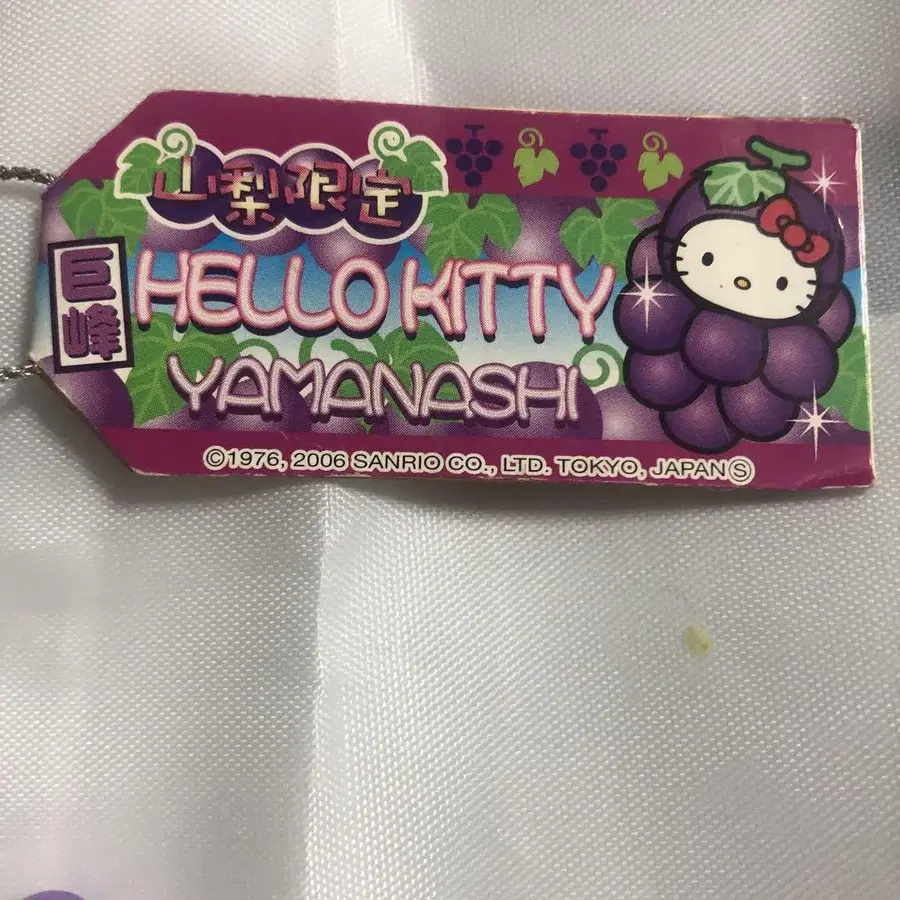 山梨限定
巨峰
HELLO KITTY
YAMANASHI
©1976, 2006 SANRIO CO., LTD. TOKYO, JAPAN Ⓢ